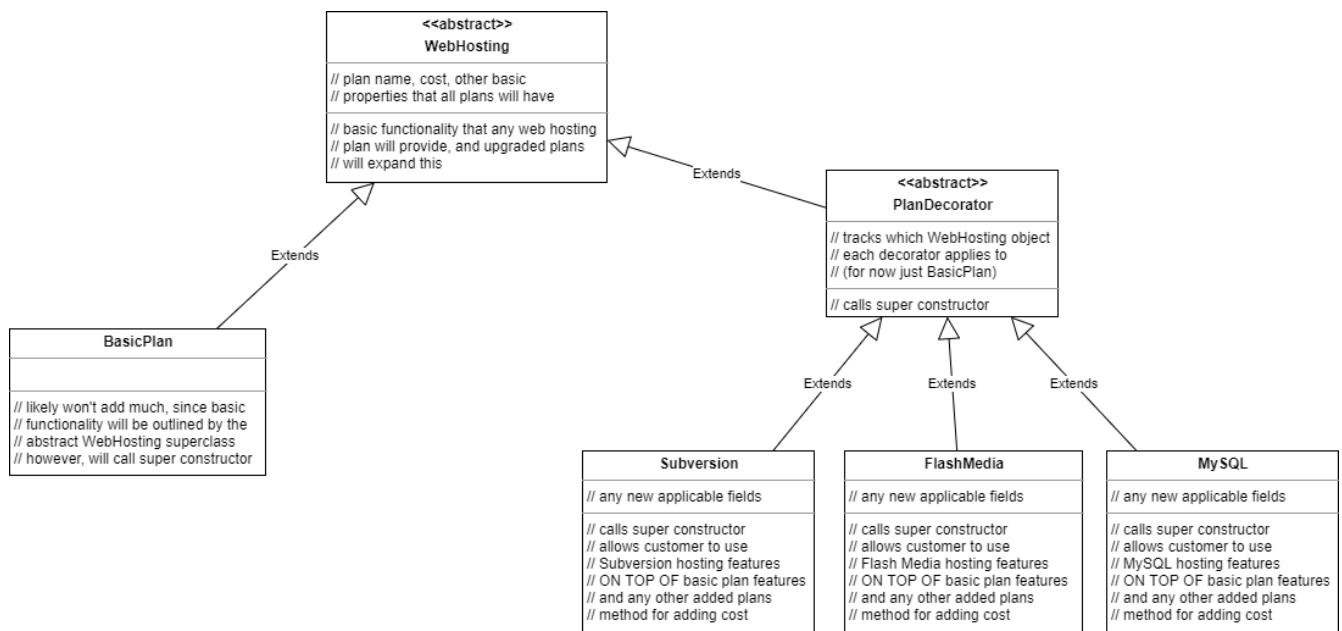 <<abstract>>
WebHosting
// plan name, cost, other basic
// properties that all plans will have
// basic functionality that any web hosting
// plan will provide, and upgraded plans
// will expand this
Extends
Extends
<<abstract>>
PlanDecorator
// tracks which WebHosting object
// each decorator applies to
// (for now just BasicPlan)
// calls super constructor
BasicPlan
// likely won't add much, since basic
// functionality will be outlined by the
// abstract WebHosting superclass
// however, will call super constructor
Extends
Extends
Extends
Subversion
// any new applicable fields
// calls super constructor
// allows customer to use
// Subversion hosting features
// ON TOP OF basic plan features
// and any other added plans
// method for adding cost
FlashMedia
// any new applicable fields
// calls super constructor
// allows customer to use
// Flash Media hosting features
// ON TOP OF basic plan features
// and any other added plans
// method for adding cost
MySQL
// any new applicable fields
// calls super constructor
// allows customer to use
// MySQL hosting features
// ON TOP OF basic plan features
// and any other added plans
// method for adding cost